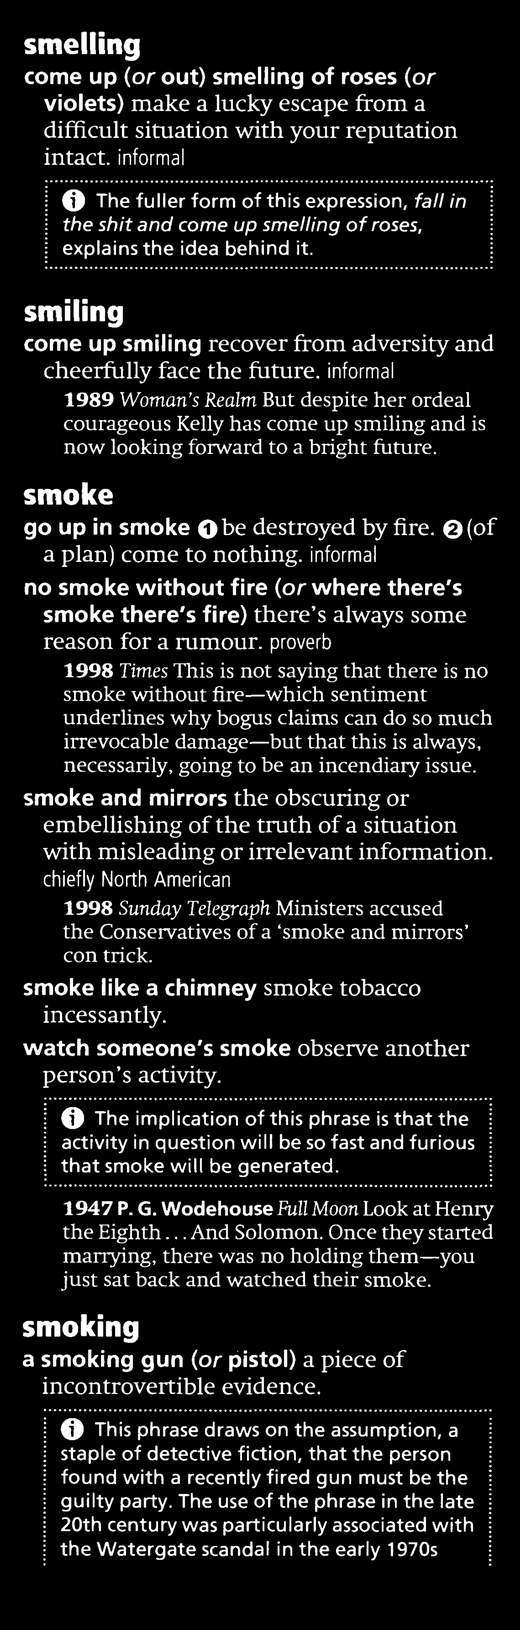 smelling
come up (or out) smelling of roses (or
violets) make a lucky escape from a
difficult situation with your reputation
intact. informal
ⓘ The fuller form of this expression, fall in
the shit and come up smelling of roses,
explains the idea behind it.
smiling
come up smiling recover from adversity and
cheerfully face the future. informal
1989 Woman's Realm But despite her ordeal
courageous Kelly has come up smiling and is
now looking forward to a bright future.
smoke
go up in smoke ❶ be destroyed by fire. ❷ (of
a plan) come to nothing. informal
no smoke without fire (or where there's
smoke there's fire) there's always some
reason for a rumour. proverb
1998 Times This is not saying that there is no
smoke without fire—which sentiment
underlines why bogus claims can do so much
irrevocable damage—but that this is always,
necessarily, going to be an incendiary issue.
smoke and mirrors the obscuring or
embellishing of the truth of a situation
with misleading or irrelevant information.
chiefly North American
1998 Sunday Telegraph Ministers accused
the Conservatives of a 'smoke and mirrors'
con trick.
smoke like a chimney smoke tobacco
incessantly.
watch someone's smoke observe another
person's activity.
ⓘ The implication of this phrase is that the
activity in question will be so fast and furious
that smoke will be generated.
1947 P. G. Wodehouse Full Moon Look at Henry
the Eighth ... And Solomon. Once they started
marrying, there was no holding them—you
just sat back and watched their smoke.
smoking
a smoking gun (or pistol) a piece of
incontrovertible evidence.
ⓘ This phrase draws on the assumption, a
staple of detective fiction, that the person
found with a recently fired gun must be the
guilty party. The use of the phrase in the late
20th century was particularly associated with
the Watergate scandal in the early 1970s